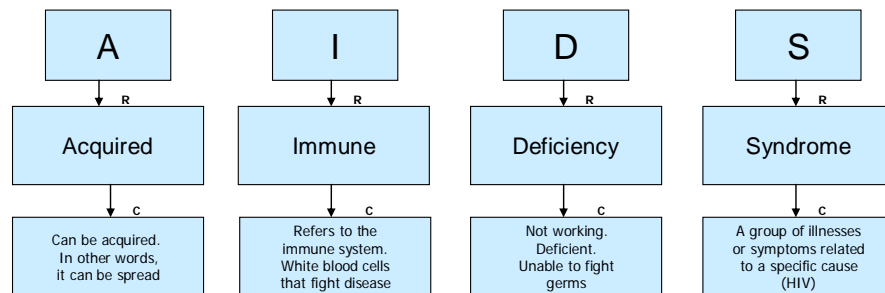 A
R
Acquired
C
Can be acquired.
In other words,
it can be spread
I
R
Immune
C
Refers to the
immune system.
White blood cells
that fight disease
D
R
Deficiency
C
Not working.
Deficient.
Unable to fight
germs
S
R
Syndrome
C
A group of illnesses
or symptoms related
to a specific cause
(HIV)